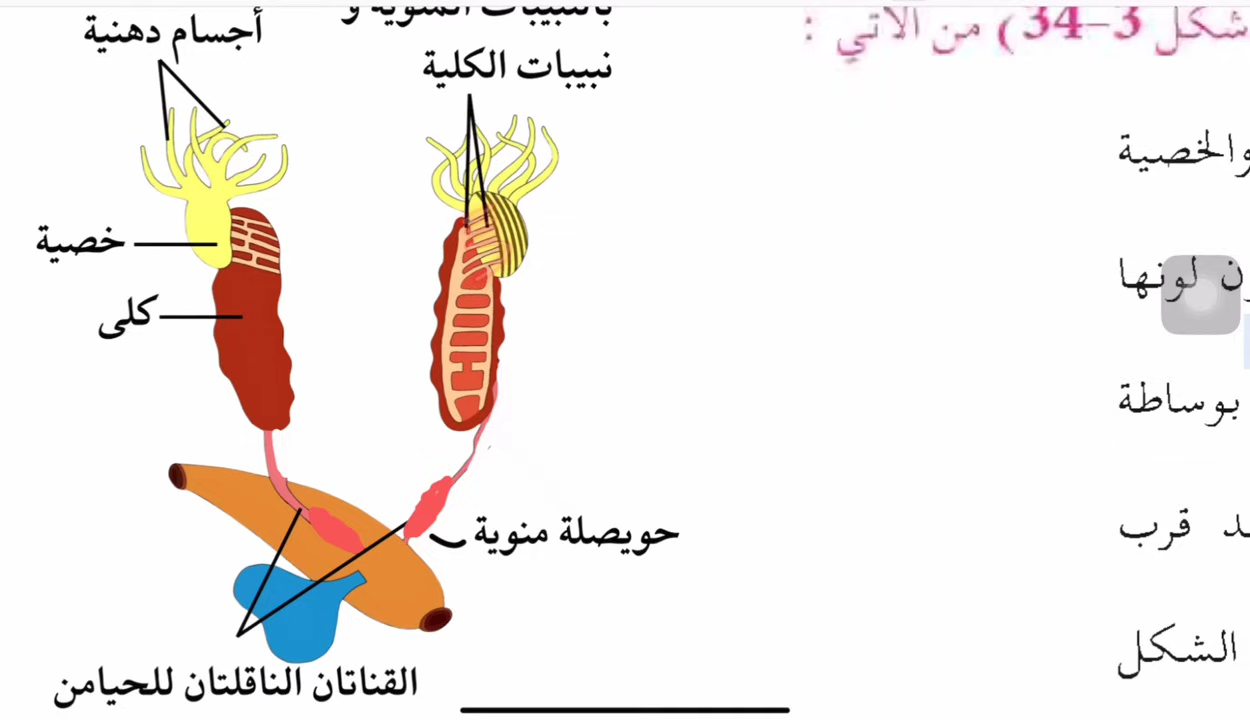 شكل 3-34) من الآتي :
والخصية
ن لونها
بوساطة
قرب
الشكل
أجسام دهنية
نبيبات الكلية
خصية
كلى
حويصلة منوية
القناتان الناقلتان للحيامن